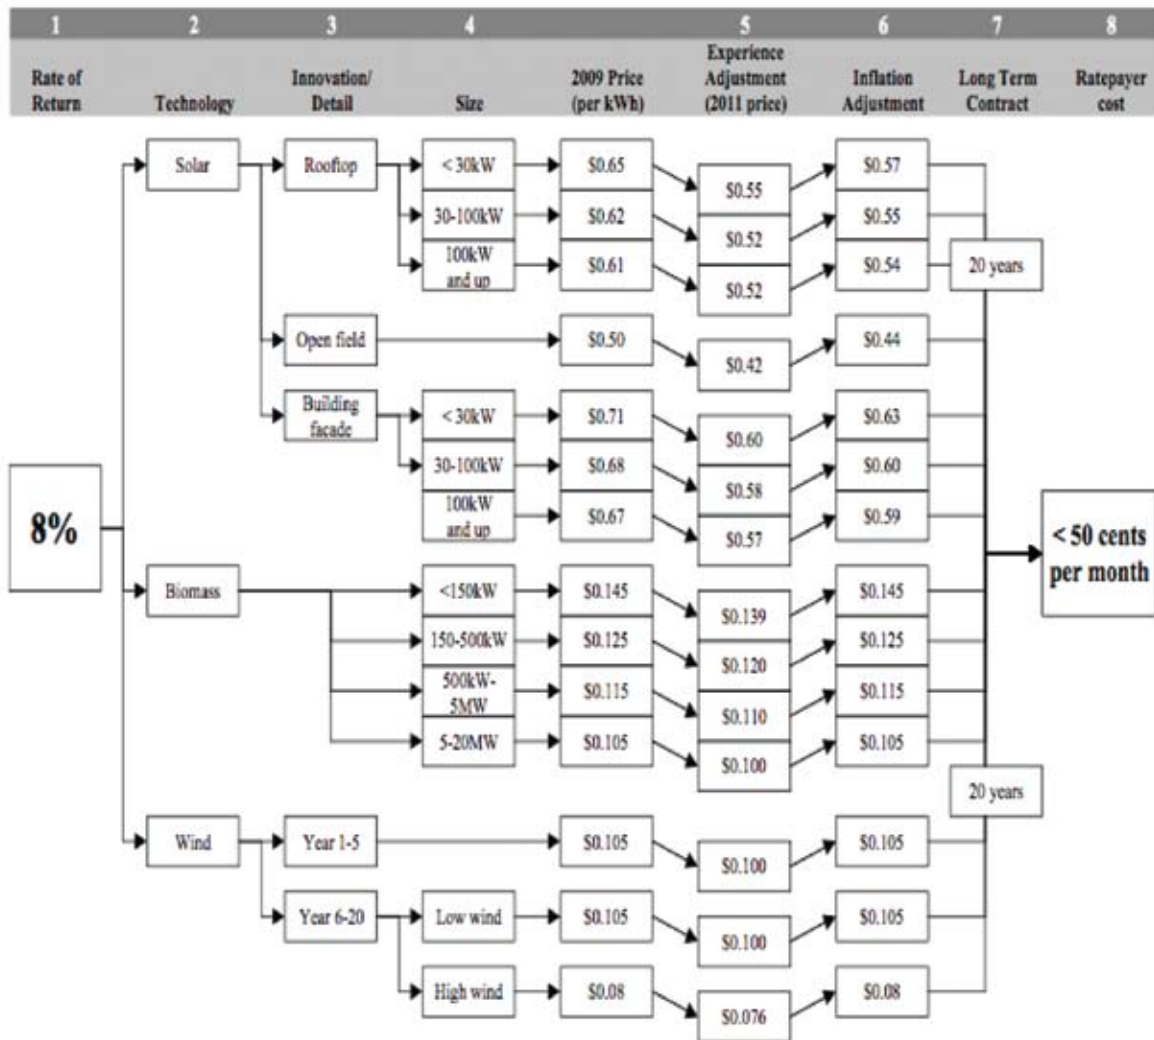 1 2 3 4 5 6 7 8
Rate of Return Technology Innovation/ Detail Size 2009 Price (per kWh) Experience Adjustment (2011 price) Inflation Adjustment Long Term Contract Ratepayer cost
Solar Rooftop < 30kW $0.65 $0.55 $0.57
30-100kW $0.62 $0.52 $0.55
100kW and up $0.61 $0.52 $0.54 20 years
Open field $0.50 $0.42 $0.44
Building facade < 30kW $0.71 $0.60 $0.63
30-100kW $0.68 $0.58 $0.60
100kW and up $0.67 $0.57 $0.59
8% < 50 cents per month
Biomass <150kW $0.145 $0.139 $0.145
150-500kW $0.125 $0.120 $0.125
500kW- 5MW $0.115 $0.110 $0.115
5-20MW $0.105 $0.100 $0.105
20 years
Wind Year 1-5 $0.105 $0.100 $0.105
Year 6-20 Low wind $0.105 $0.100 $0.105
High wind $0.08 $0.076 $0.08